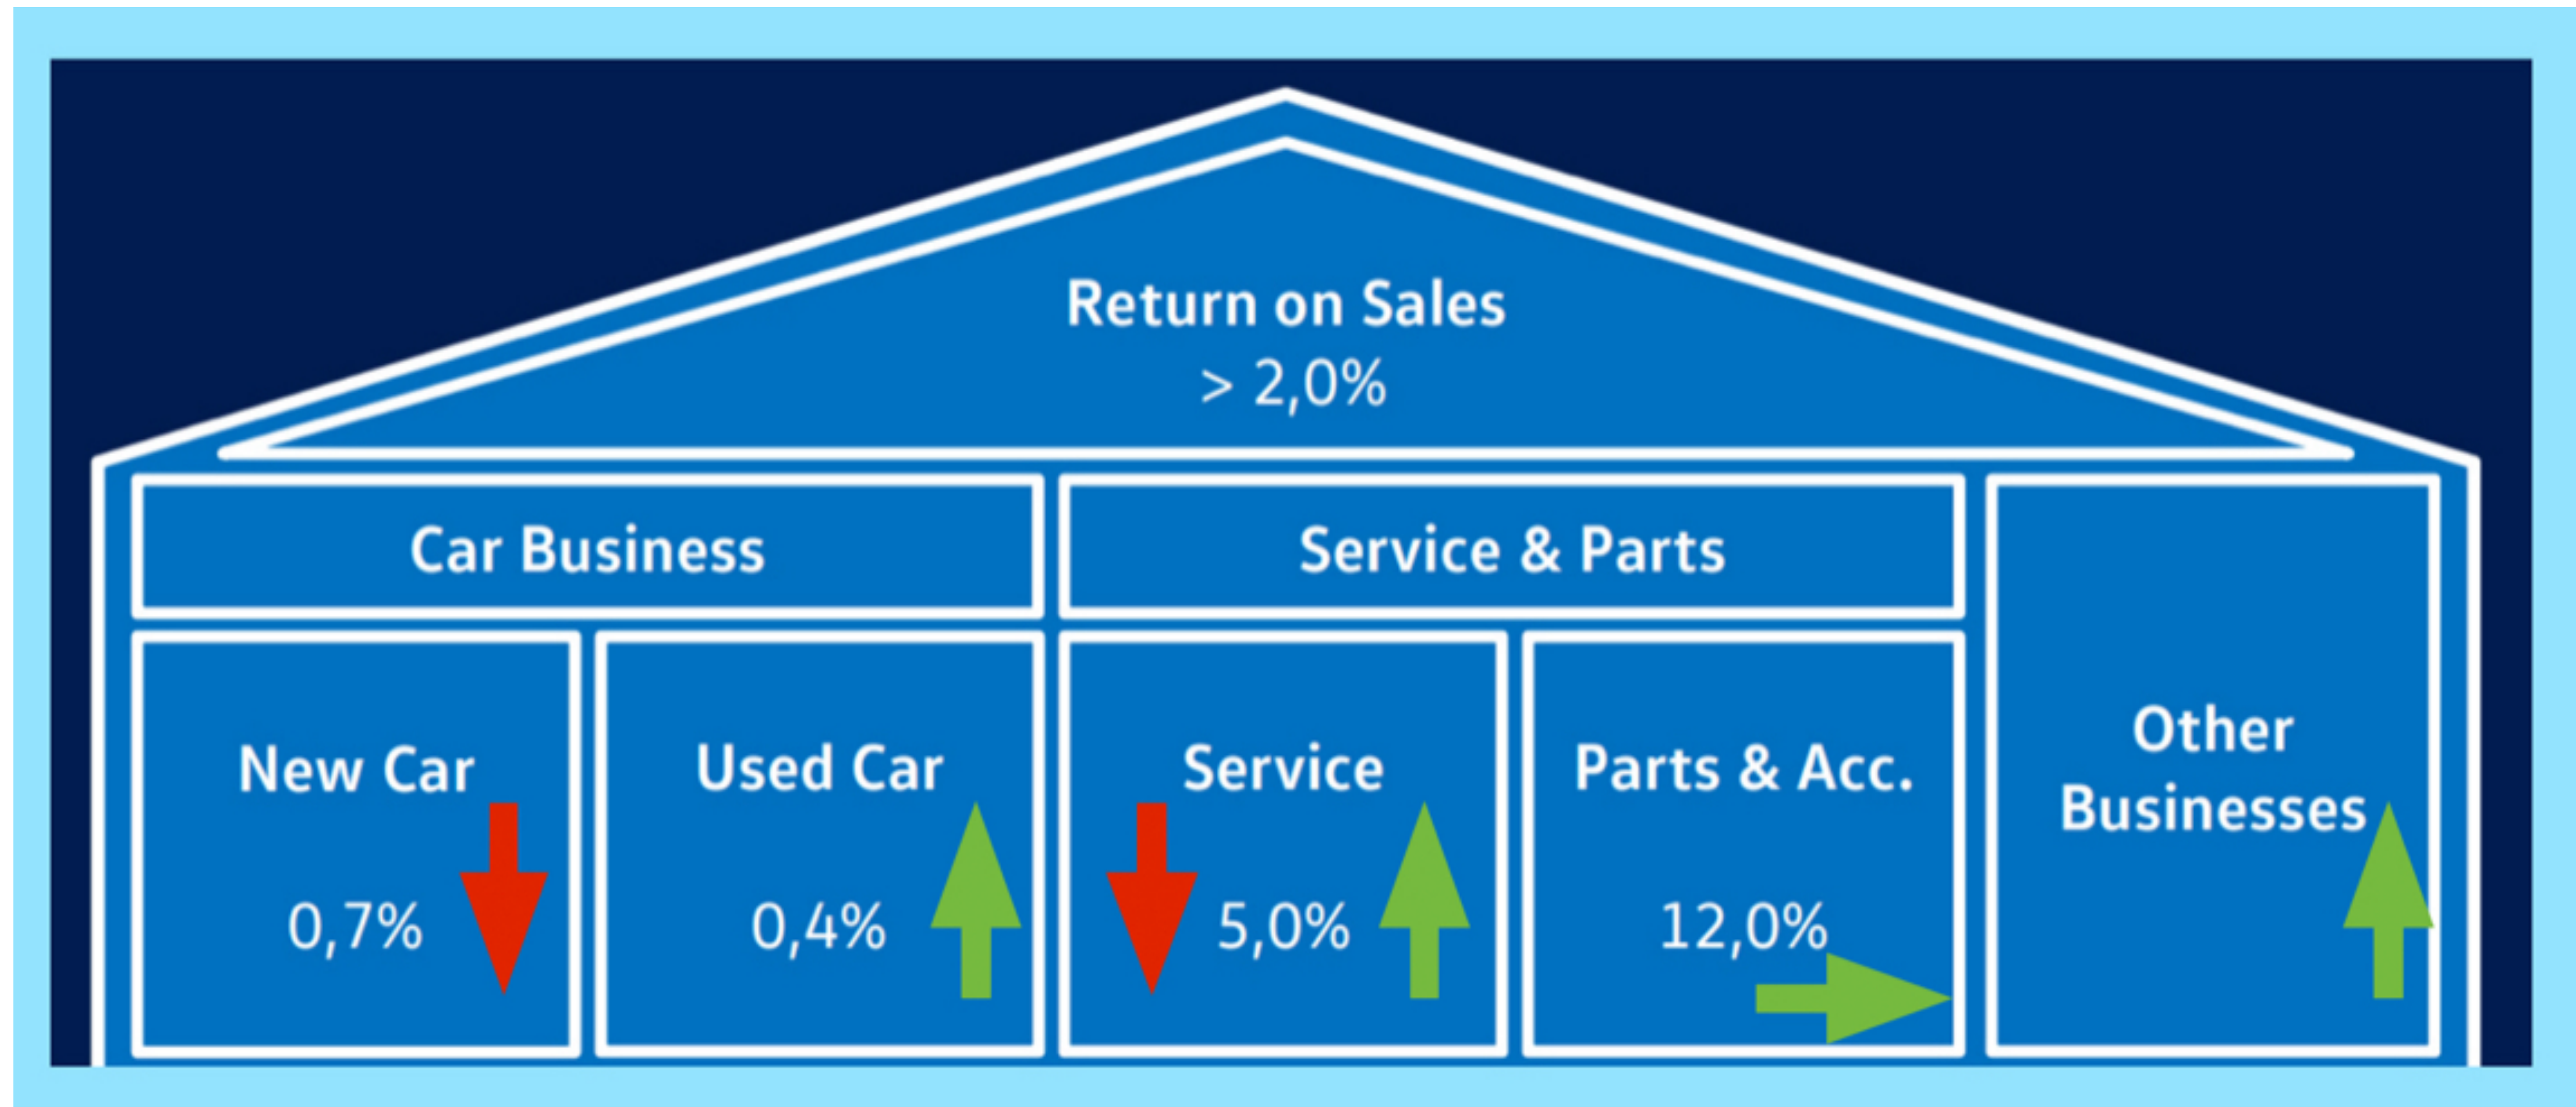 Return on Sales
> 2,0%
Car Business
Service & Parts
New Car
0,7%
Used Car
0,4%
Service
5,0%
Parts & Acc.
12,0%
Other
Businesses